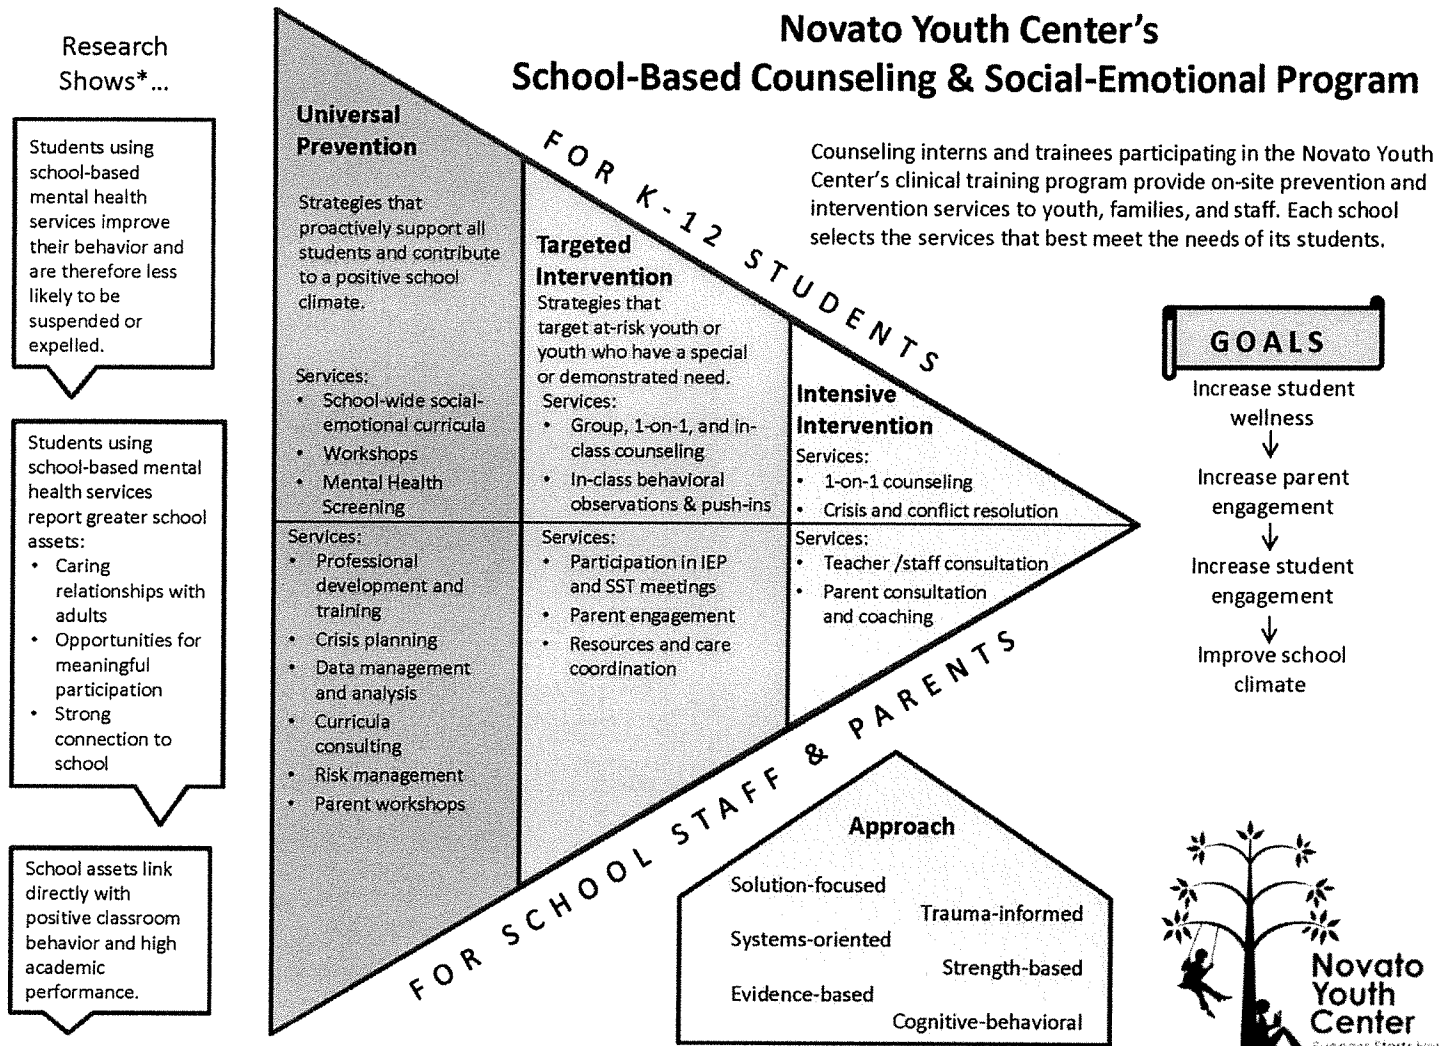 Novato Youth Center's
School-Based Counseling & Social-Emotional Program
Counseling interns and trainees participating in the Novato Youth
Center's clinical training program provide on-site prevention and
intervention services to youth, families, and staff. Each school
selects the services that best meet the needs of its students.
Research
Shows*...
Students using
school-based
mental health
services improve
their behavior and
are therefore less
likely to be
suspended or
expelled.
Students using
school-based mental
health services
report greater school
assets:
• Caring
relationships with
adults
• Opportunities for
meaningful
participation
• Strong
connection to
school
School assets link
directly with
positive classroom
behavior and high
academic
performance.
FOR K-12 STUDENTS
Universal
Prevention
Strategies that
proactively support all
students and contribute
to a positive school
climate.
Services:
• School-wide social-
emotional curricula
• Workshops
• Mental Health
Screening
Targeted
Intervention
Strategies that
target at-risk youth or
youth who have a special
or demonstrated need.
Services:
• Group, 1-on-1, and in-
class counseling
• In-class behavioral
observations & push-ins
Intensive
Intervention
Services:
• 1-on-1 counseling
• Crisis and conflict resolution
Services:
• Professional
development and
training
• Crisis planning
• Data management
and analysis
• Curricula
consulting
• Risk management
• Parent workshops
Services:
• Participation in IEP
and SST meetings
• Parent engagement
• Resources and care
coordination
Services:
• Teacher /staff consultation
• Parent consultation
and coaching
FOR SCHOOL STAFF & PARENTS
GOALS
Increase student
wellness
Increase parent
engagement
Increase student
engagement
Improve school
climate
Approach
Solution-focused
Trauma-informed
Systems-oriented
Strength-based
Evidence-based
Cognitive-behavioral
Novato
Youth
Center